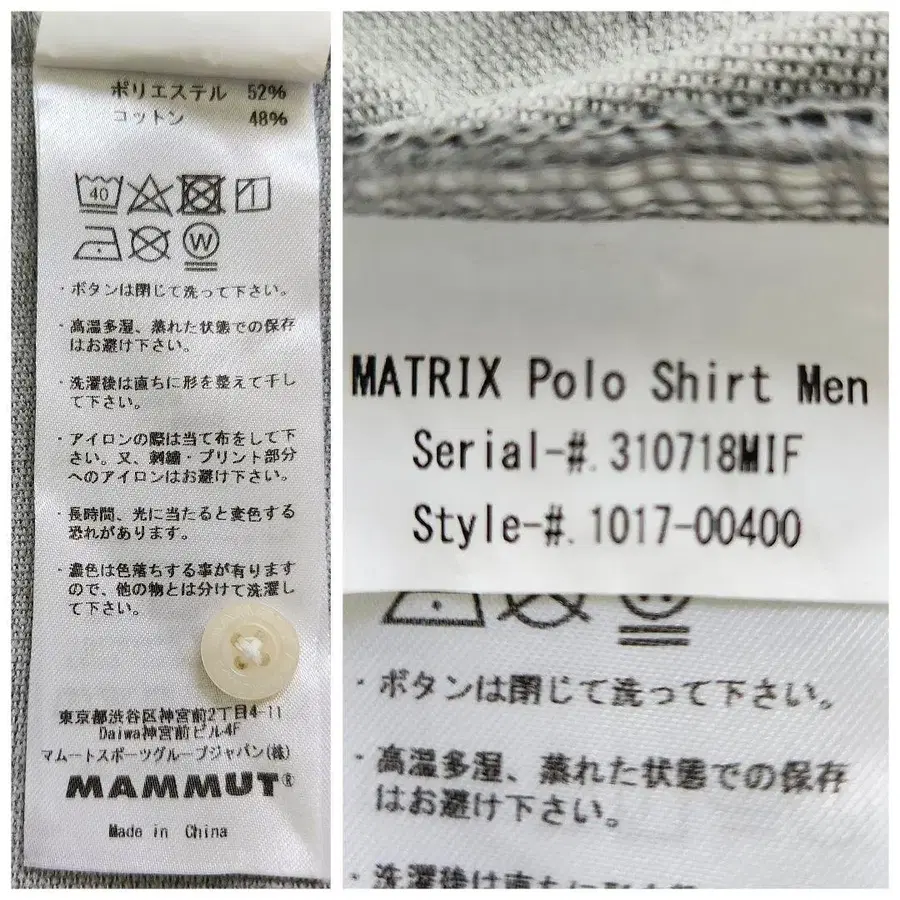 ポリエステル 52%
コットン 48%
40
W
・ボタンは閉じて洗って下さい。
・高温多湿、蒸れた状態での保存
はお避け下さい。
・洗濯後は直ちに形を整えて干し
て下さい。
・アイロンの際は当て布をして下
さい。又、刺繍・プリント部分
へのアイロンはお避け下さい。
・長時間、光に当たると変色する
恐れがあります。
・濃色は色落ちする事が有ります
ので、他の物とは分けて洗濯し
て下さい。
東京都渋谷区神宮前2丁目4-11
Daiwa神宮前ビル4F
マムートスポーツグループジャパン(株)
MAMMUT®
Made in China
MATRIX Polo Shirt Men
Serial-#.310718MIF
Style-#.1017-00400
W
・ボタンは閉じて洗って下さい。
・高温多湿、蒸れた状態での保存
はお避け下さい。
・洗濯後は直ちに形